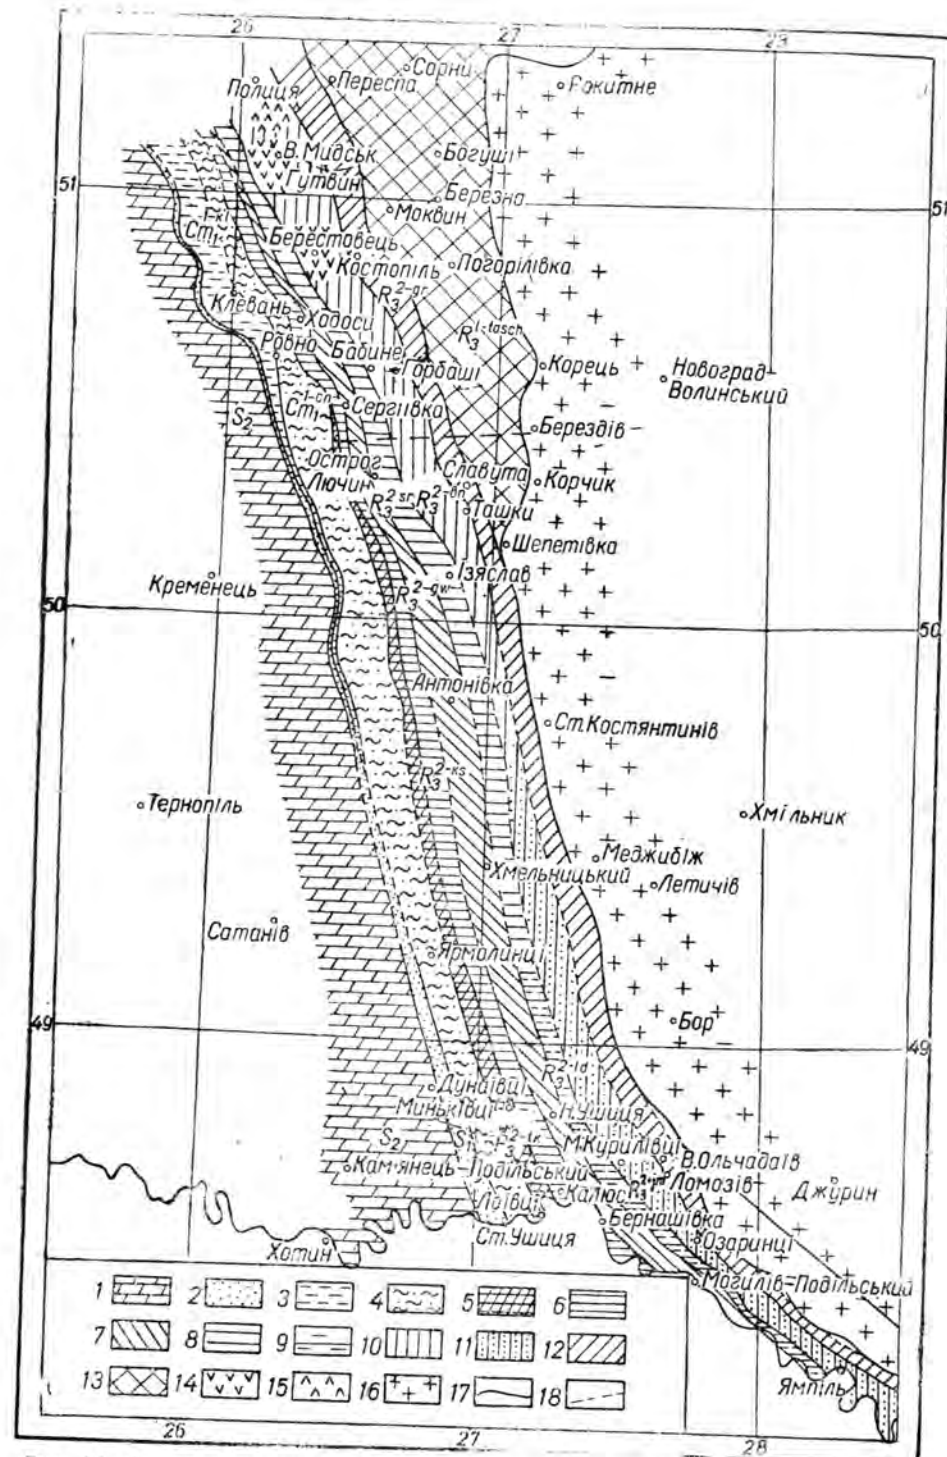 26 27 28
Полиця
Переспа
Сарни
Рокитне
В. Мидськ
Богуші
Гутвин
51
Березна
51
Моквин
Берестовець
Костопіль
Погорілівка
Клевань
Ходоси
Ровно
Бабине
Горбаші
Корець
Новоград-
Волинський
S₂
Сергіївка
Берездів
Острог
Славута
Лючин
Корчик
Ташки
Шепетівка
Кременець
Ізяслав
50
50
Антонівка
Ст. Костянтинів
Тернопіль
Хмільник
Меджибіж
Хмельницький
Летичів
Сатанів
Ярмолинці
Бор
49
49
Дунаївці
Миньківці
Н. Ушиця
S₂
М. Курилівці
В. Ольчадаїв
Кам'янець-Подільський
Ломозів
Калюс
Джурин
Бернашівка
Ст. Ушиця
Озаринці
Хотин
Могилів-Подільський
1 2 3 4 5 6
7 8 9 10 11 12
13 14 15 16 17 18
Ямпіль
26 27 28